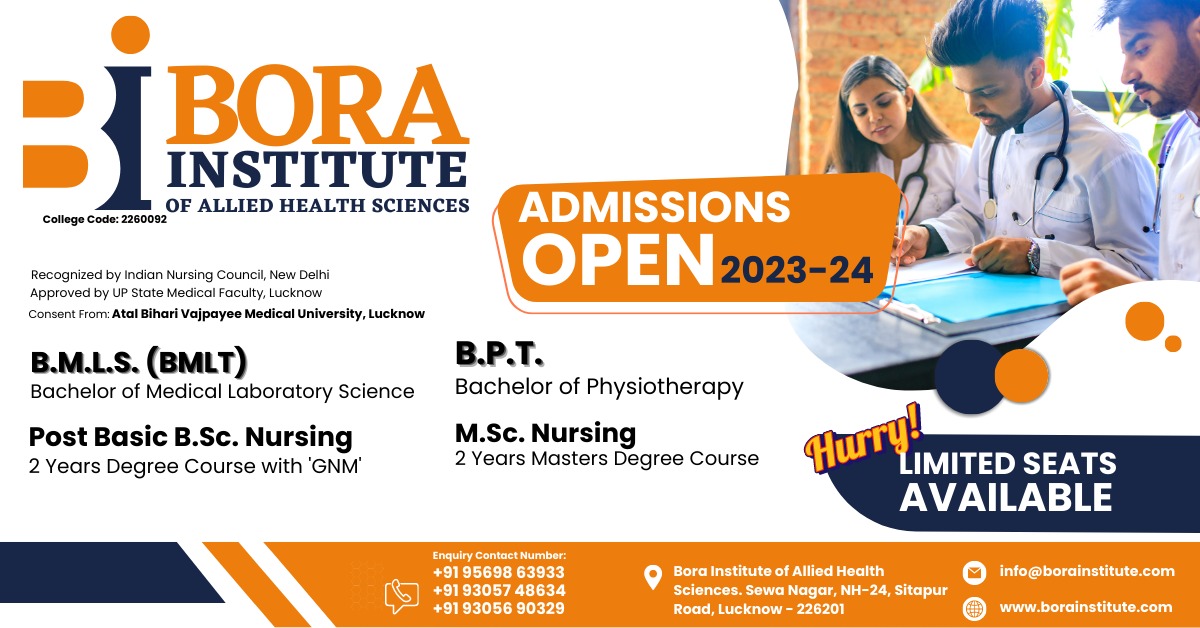 BORA
INSTITUTE
OF ALLIED HEALTH SCIENCES
College Code: 2260092
Recognized by Indian Nursing Council, New Delhi
Approved by UP State Medical Faculty, Lucknow
Consent From: Atal Bihari Vajpayee Medical University, Lucknow
ADMISSIONS
OPEN 2023-24
B.M.L.S. (BMLT)
Bachelor of Medical Laboratory Science
B.P.T.
Bachelor of Physiotherapy
Post Basic B.Sc. Nursing
2 Years Degree Course with 'GNM'
M.Sc. Nursing
2 Years Masters Degree Course
Hurry!
LIMITED SEATS
AVAILABLE
Enquiry Contact Number:
+91 95698 63933
+91 93057 48634
+91 93056 90329
Bora Institute of Allied Health
Sciences. Sewa Nagar, NH-24, Sitapur
Road, Lucknow - 226201
info@borainstitute.com
www.borainstitute.com